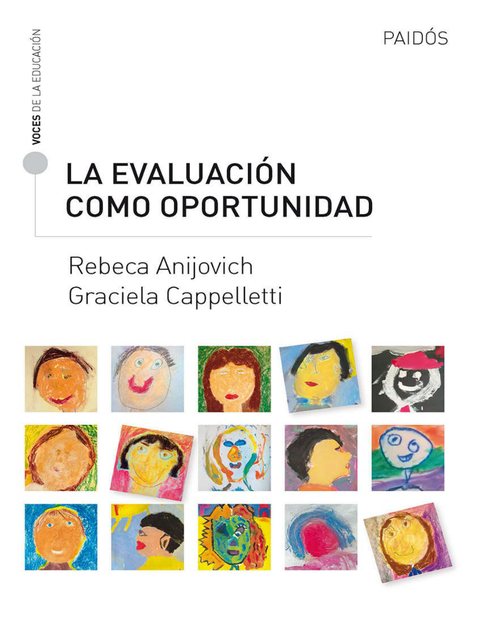 PAIDÓS
VOCES DE LA EDUCACIÓN
LA EVALUACIÓN
COMO OPORTUNIDAD
Rebeca Anijovich
Graciela Cappelletti